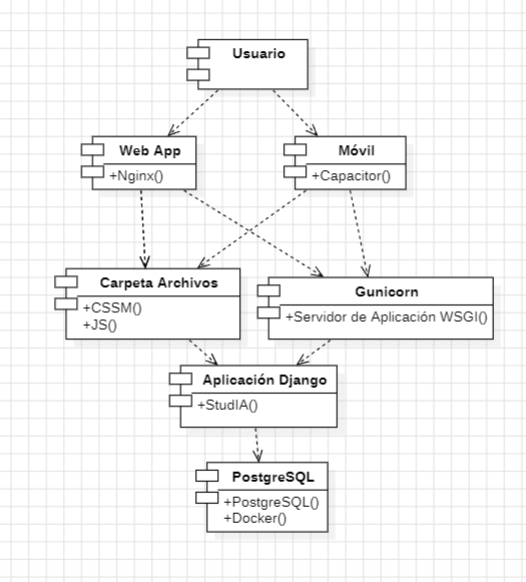 Usuario
Web App
+Nginx()
Móvil
+Capacitor()
Carpeta Archivos
+CSSM()
+JS()
Gunicorn
+Servidor de Aplicación WSGI()
Aplicación Django
+StudIA()
PostgreSQL
+PostgreSQL()
+Docker()